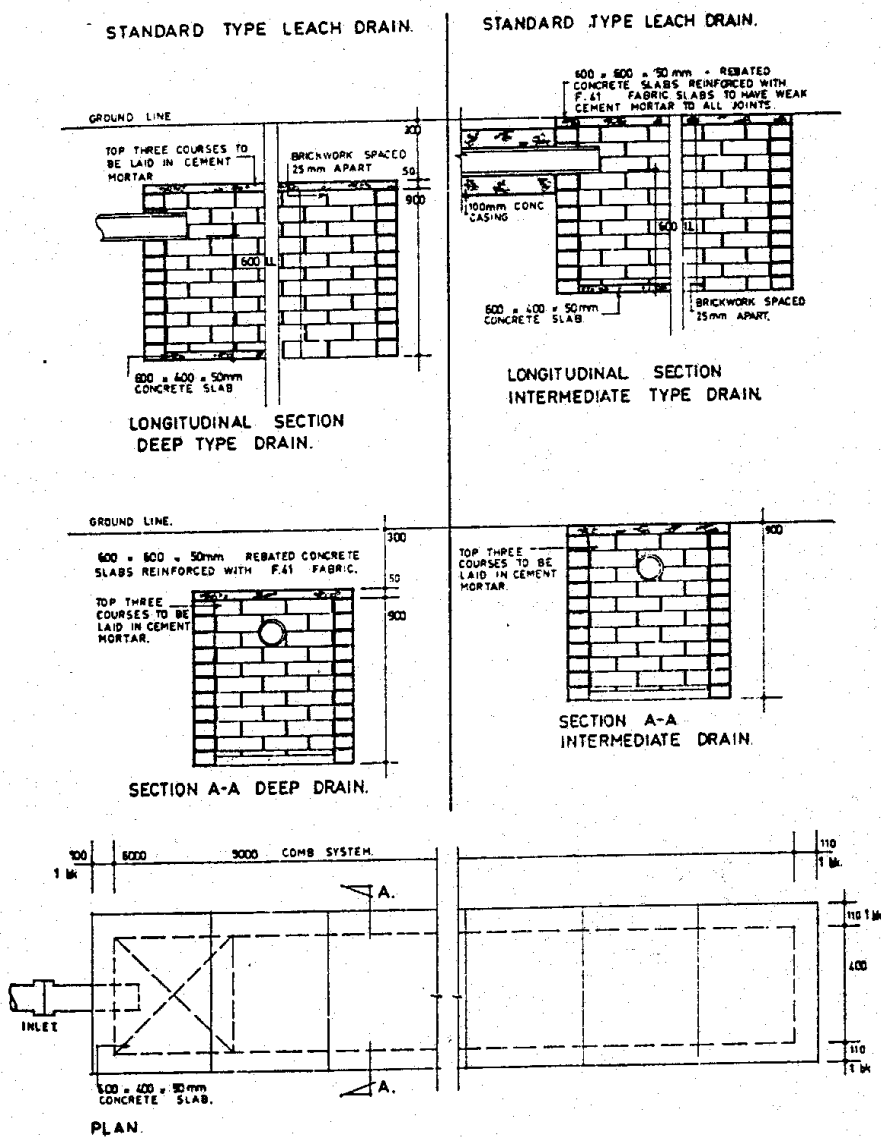 STANDARD TYPE LEACH DRAIN.
GROUND LINE
TOP THREE COURSES TO
BE LAID IN CEMENT
MORTAR
BRICKWORK SPACED
25mm APART
300
50
900
600 LL
600 x 400 x 50mm
CONCRETE SLAB
LONGITUDINAL SECTION
DEEP TYPE DRAIN.
STANDARD TYPE LEACH DRAIN.
600 x 600 x 50 mm - REBATED
CONCRETE SLABS REINFORCED WITH
F.41 FABRIC SLABS TO HAVE WEAK
CEMENT MORTAR TO ALL JOINTS.
100mm CONC
CASING
600 LL
600 x 400 x 50mm
CONCRETE SLAB
BRICKWORK SPACED
25mm APART.
LONGITUDINAL SECTION
INTERMEDIATE TYPE DRAIN.
GROUND LINE.
600 x 600 x 50mm REBATED CONCRETE
SLABS REINFORCED WITH F.41 FABRIC.
TOP THREE
COURSES TO BE
LAID IN CEMENT
MORTAR.
300
50
900
SECTION A-A DEEP DRAIN.
TOP THREE
COURSES TO BE
LAID IN CEMENT
MORTAR.
900
SECTION A-A
INTERMEDIATE DRAIN.
1 bk
6000
9000 COMB SYSTEM.
110
1 bk.
A.
110 1 bk
400
110
1 bk
INLET
600 x 400 x 50mm
CONCRETE SLAB.
A.
PLAN.